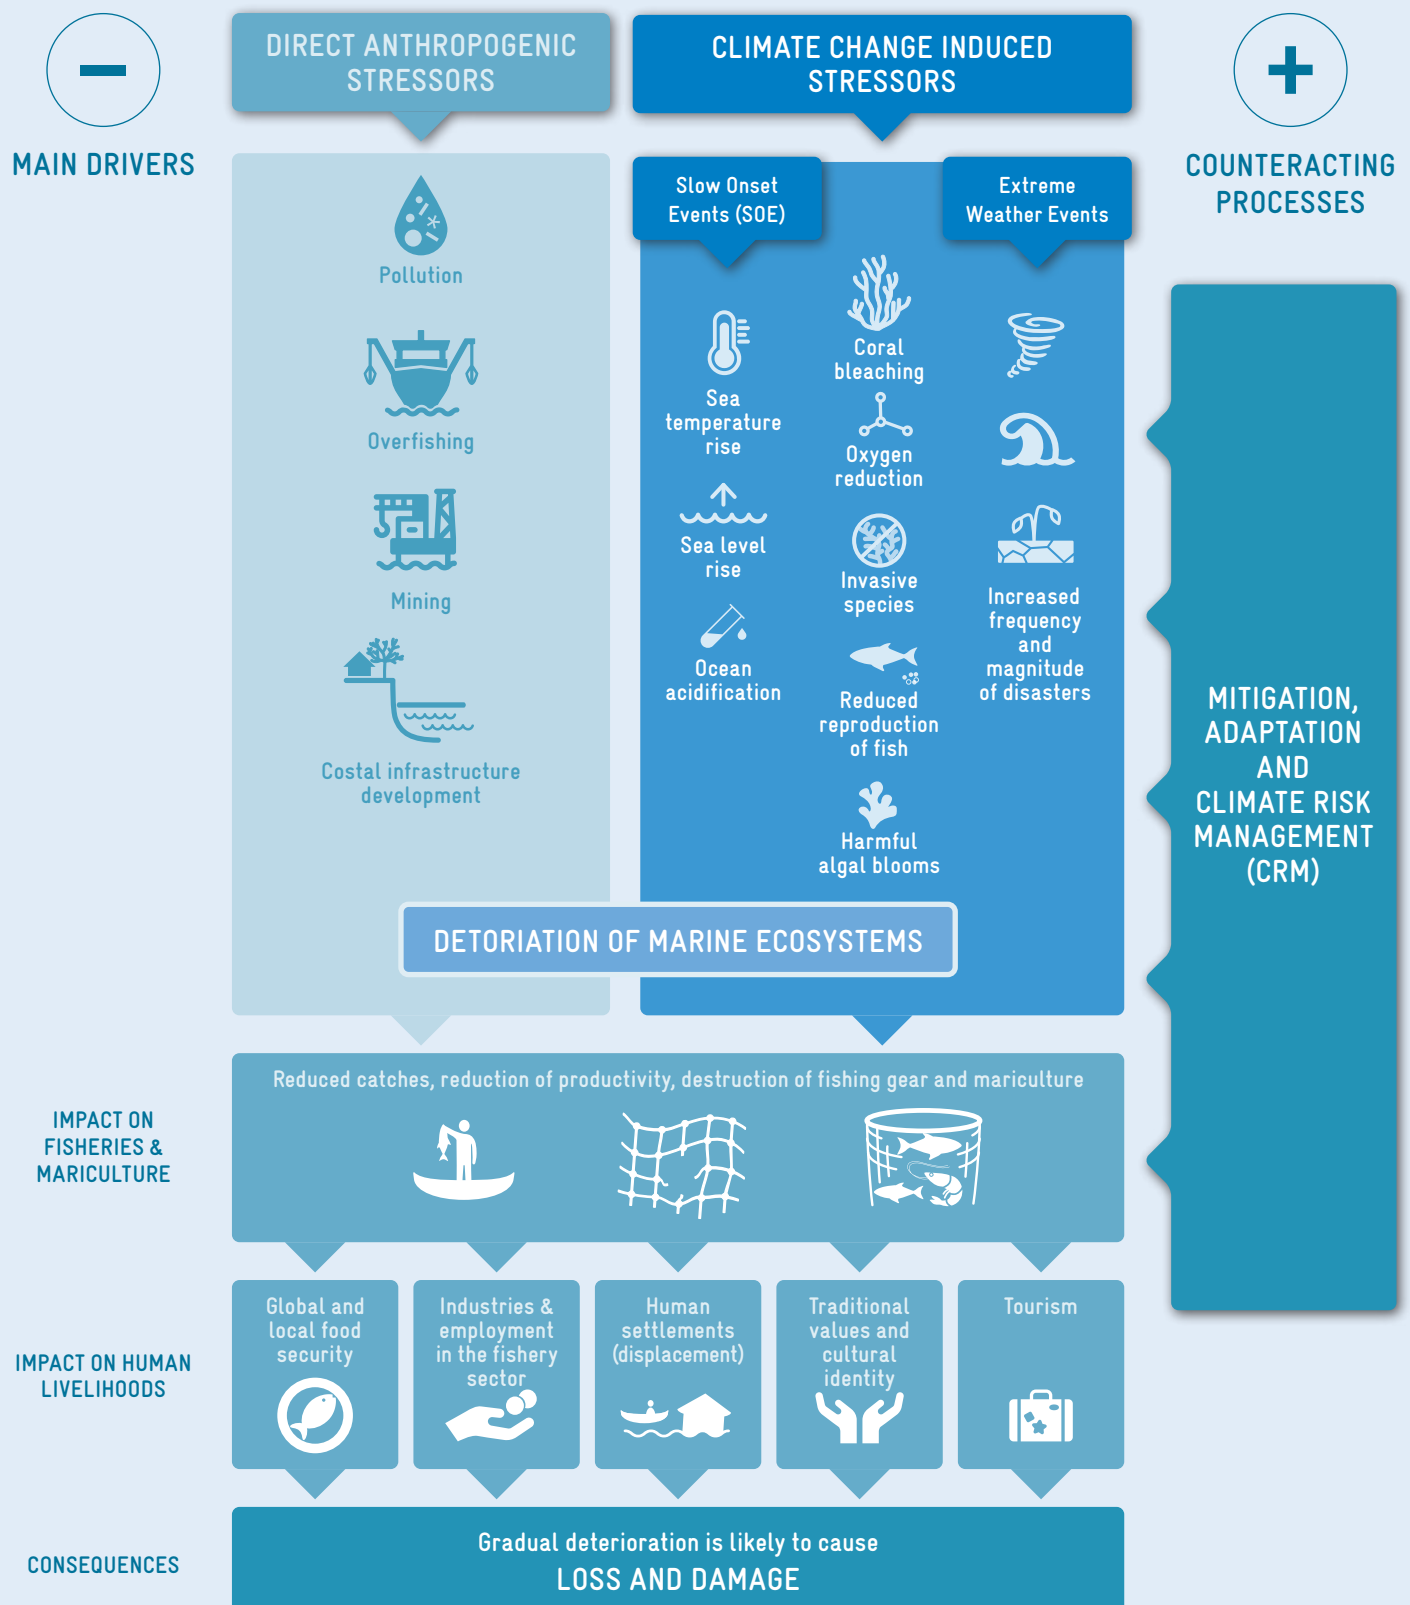 MAIN DRIVERS
DIRECT ANTHROPOGENIC
STRESSORS
Pollution
Overfishing
Mining
Costal infrastructure
development
CLIMATE CHANGE INDUCED
STRESSORS
Slow Onset
Events (SOE)
Sea
temperature
rise
Sea level
rise
Ocean
acidification
Coral
bleaching
Oxygen
reduction
Invasive
species
Reduced
reproduction
of fish
Harmful
algal blooms
Extreme
Weather Events
Increased
frequency
and
magnitude
of disasters
DETORIATION OF MARINE ECOSYSTEMS
COUNTERACTING
PROCESSES
MITIGATION,
ADAPTATION
AND
CLIMATE RISK
MANAGEMENT
(CRM)
IMPACT ON
FISHERIES &
MARICULTURE
Reduced catches, reduction of productivity, destruction of fishing gear and mariculture
IMPACT ON HUMAN
LIVELIHOODS
Global and
local food
security
Industries &
employment
in the fishery
sector
Human
settlements
(displacement)
Traditional
values and
cultural
identity
Tourism
CONSEQUENCES
Gradual deterioration is likely to cause
LOSS AND DAMAGE